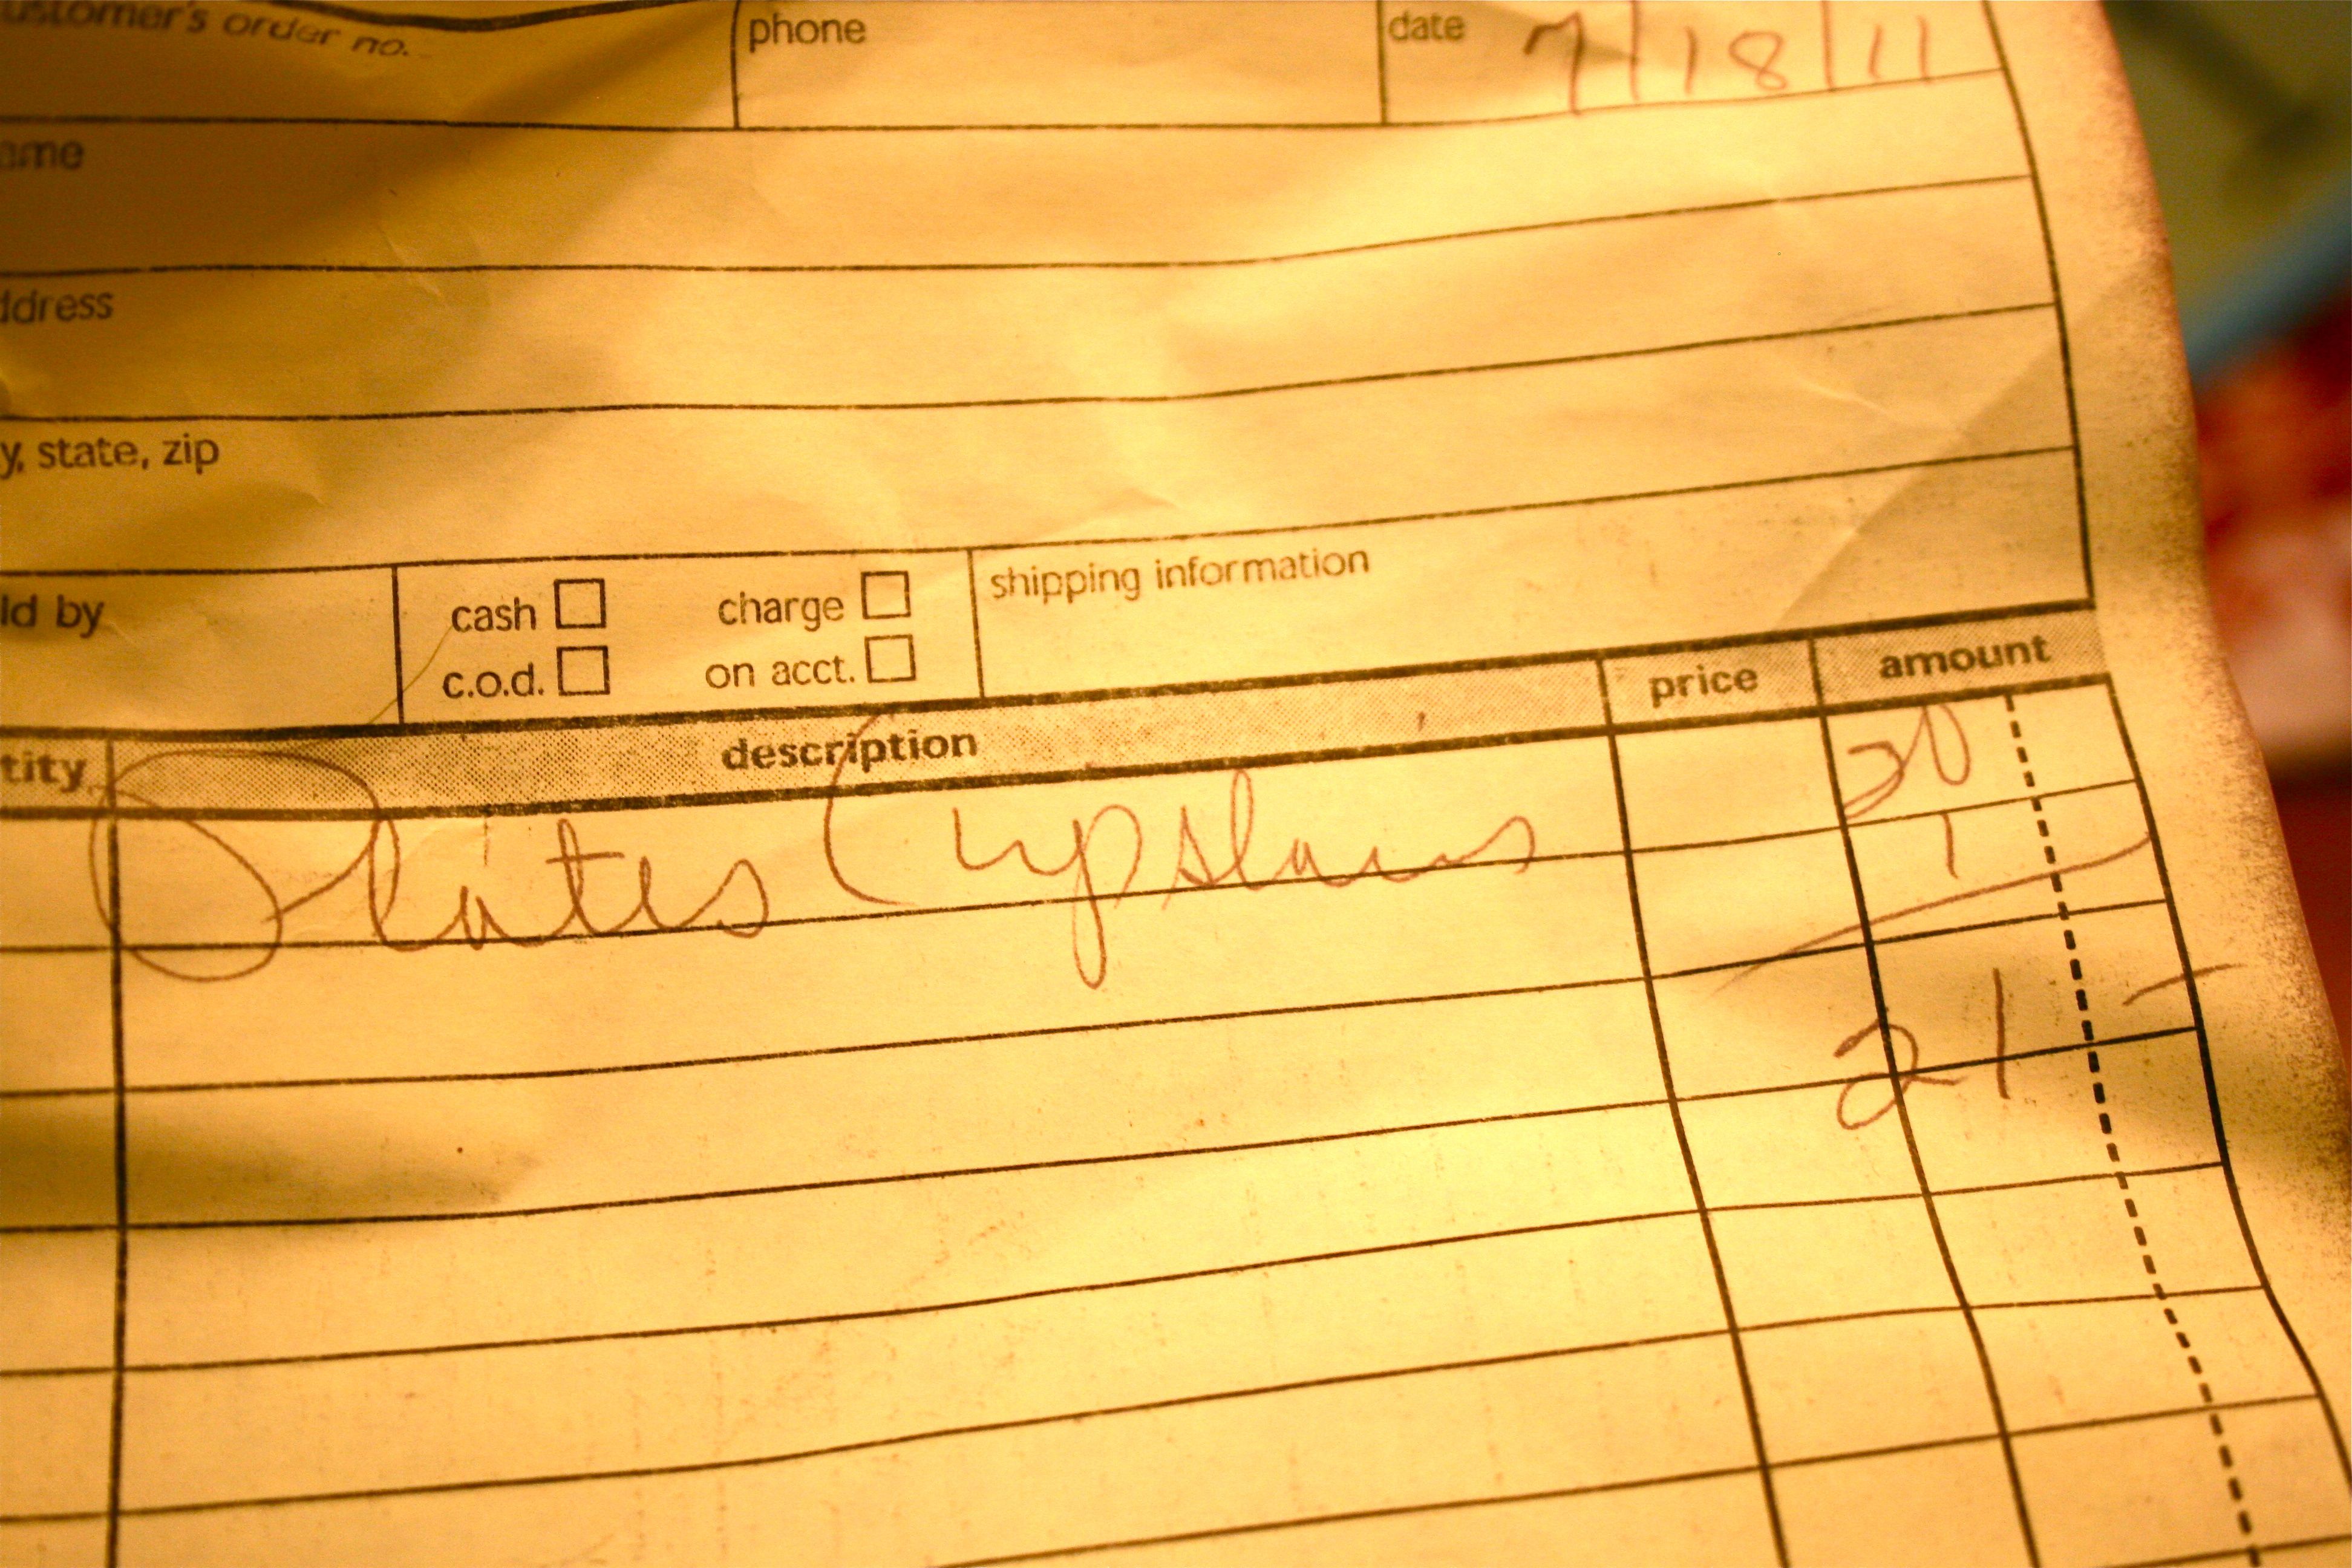 ustomer's order no. phone date 7/18/11
ame
ddress
y, state, zip
ld by cash charge shipping information
c.o.d. on acct.
tity description price amount
Plates Cup 20
1
21 -